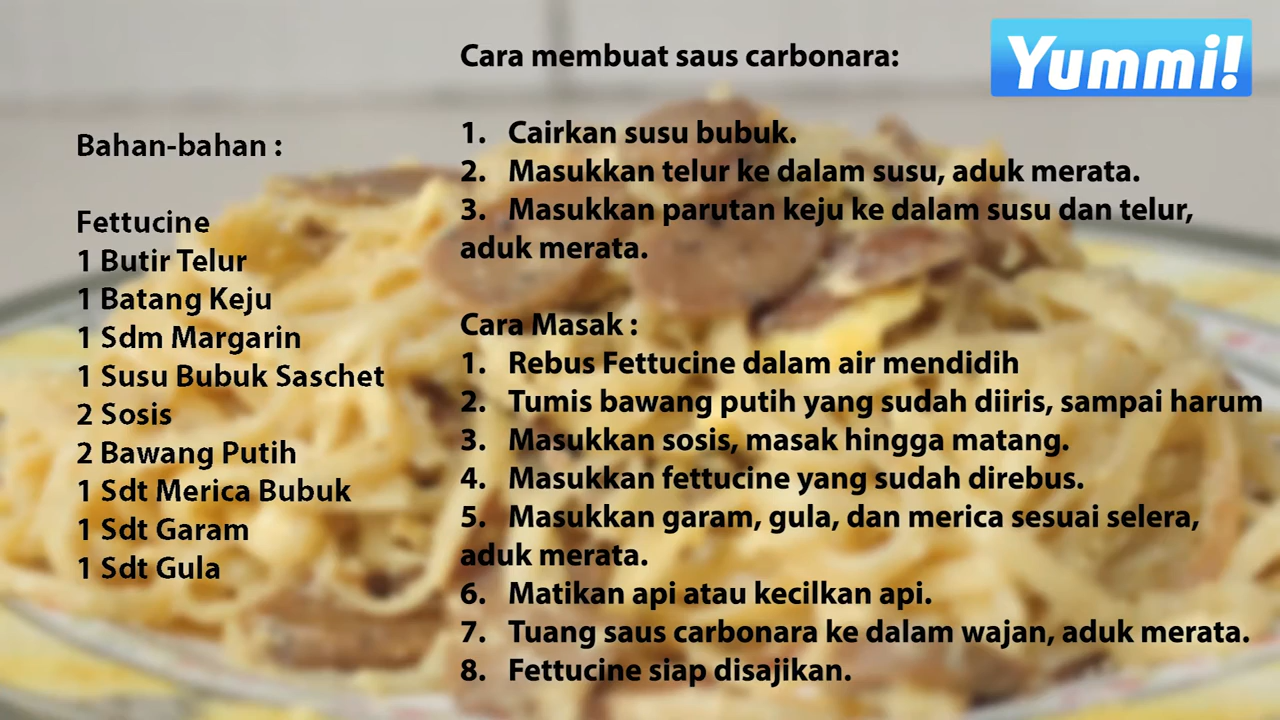 Yummi!
Bahan-bahan :
Fettucine
1 Butir Telur
1 Batang Keju
1 Sdm Margarin
1 Susu Bubuk Saschet
2 Sosis
2 Bawang Putih
1 Sdt Merica Bubuk
1 Sdt Garam
1 Sdt Gula
Cara membuat saus carbonara:
1. Cairkan susu bubuk.
2. Masukkan telur ke dalam susu, aduk merata.
3. Masukkan parutan keju ke dalam susu dan telur,
aduk merata.
Cara Masak :
1. Rebus Fettucine dalam air mendidih
2. Tumis bawang putih yang sudah diiris, sampai harum
3. Masukkan sosis, masak hingga matang.
4. Masukkan fettucine yang sudah direbus.
5. Masukkan garam, gula, dan merica sesuai selera,
aduk merata.
6. Matikan api atau kecilkan api.
7. Tuang saus carbonara ke dalam wajan, aduk merata.
8. Fettucine siap disajikan.